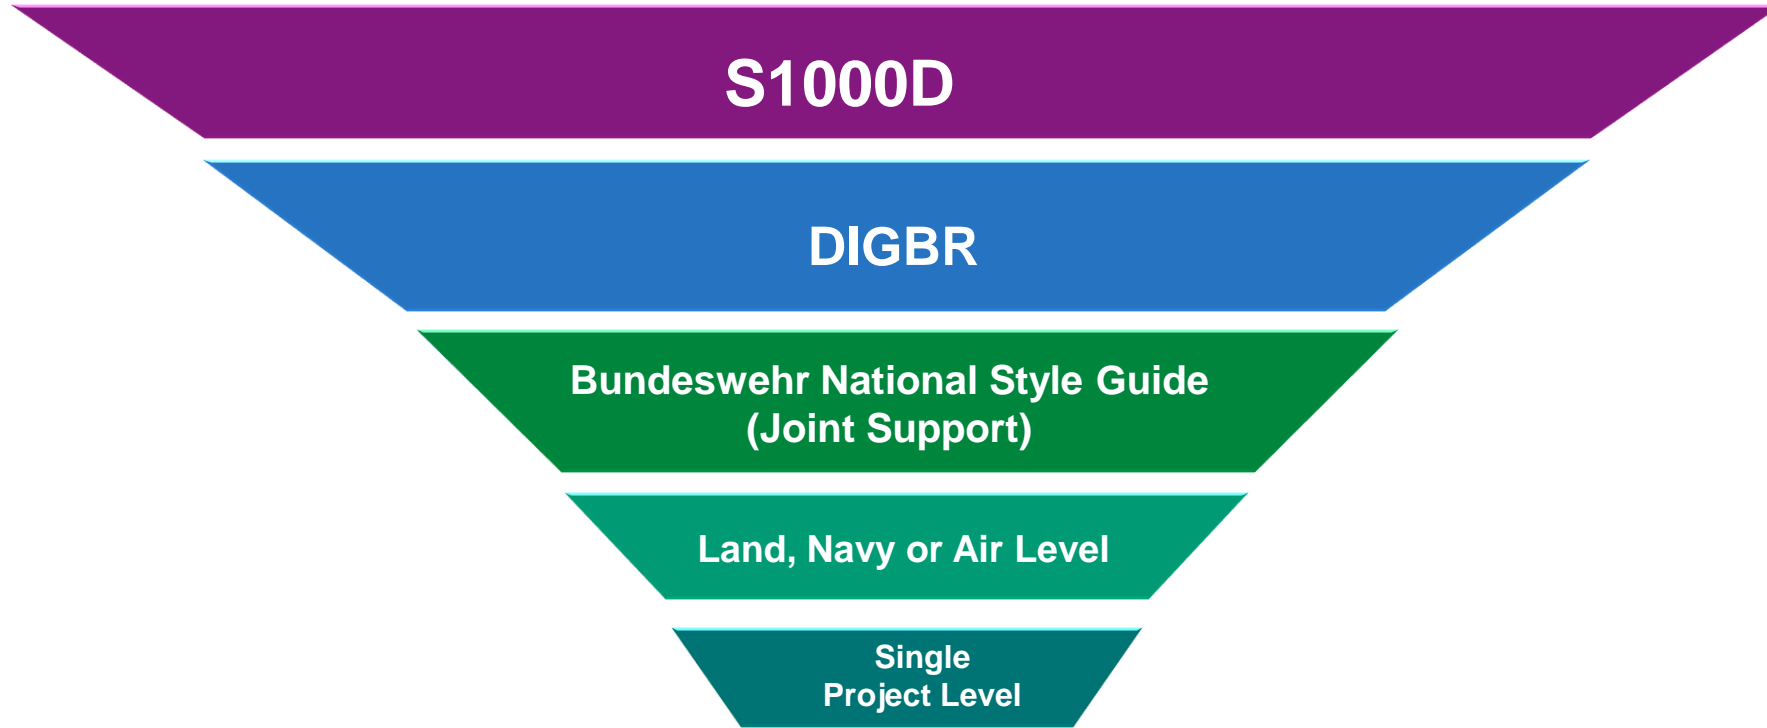 S1000D
DIGBR
Bundeswehr National Style Guide
(Joint Support)
Land, Navy or Air Level
Single
Project Level